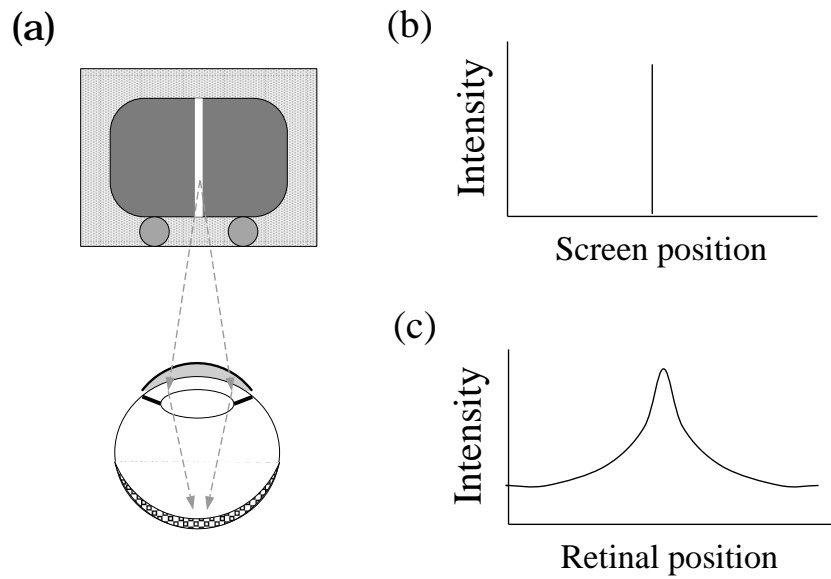 (a)
(b)
Intensity
Screen position
(c)
Intensity
Retinal position